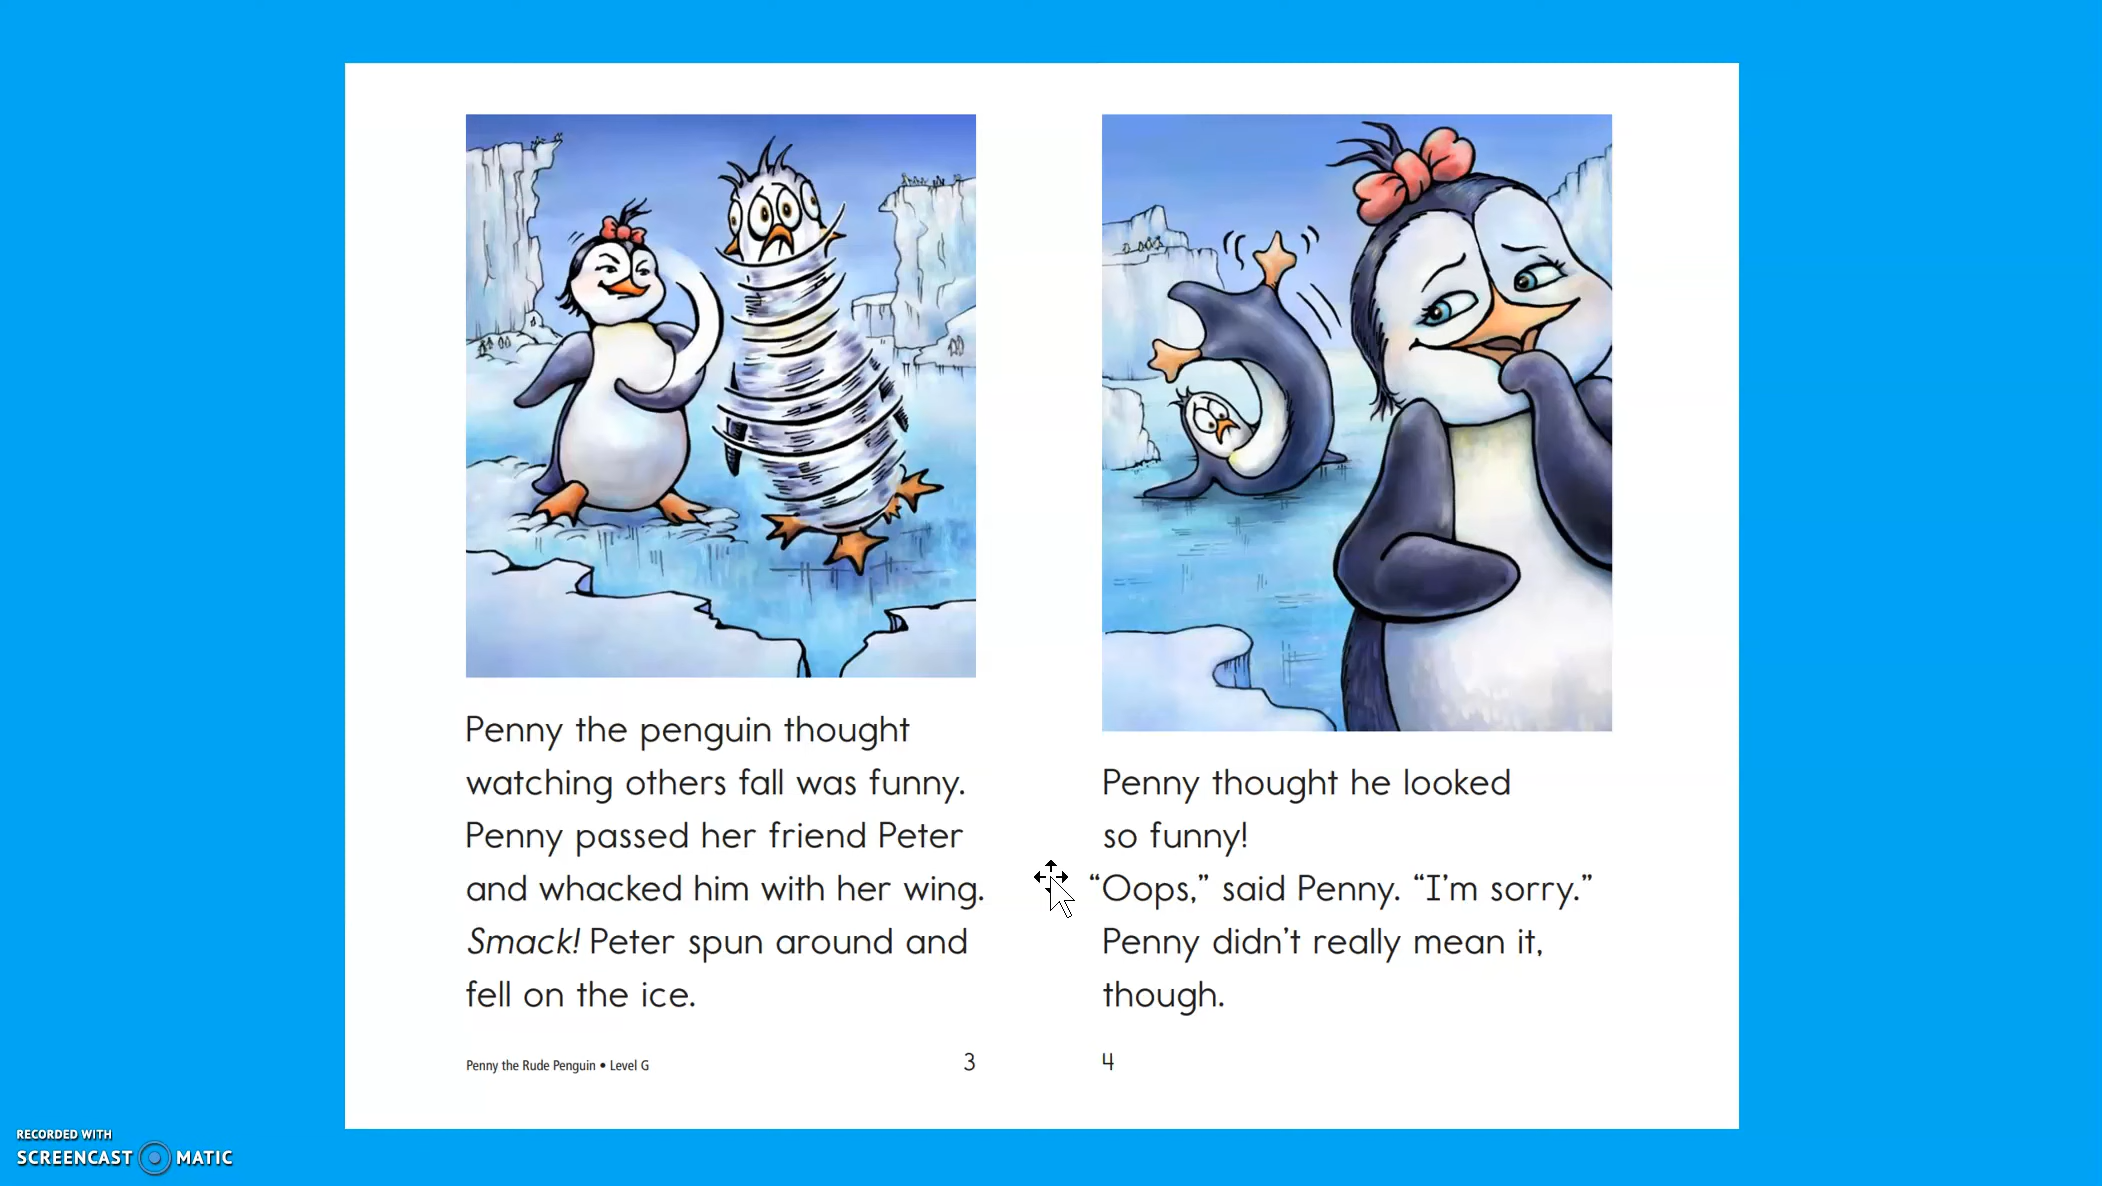 Penny the penguin thought
watching others fall was funny.
Penny passed her friend Peter
and whacked him with her wing.
Smack! Peter spun around and
fell on the ice.
Penny the Rude Penguin • Level G
3
Penny thought he looked
so funny!
“Oops,” said Penny. “I’m sorry.”
Penny didn’t really mean it,
though.
4
RECORDED WITH
SCREENCAST MATIC